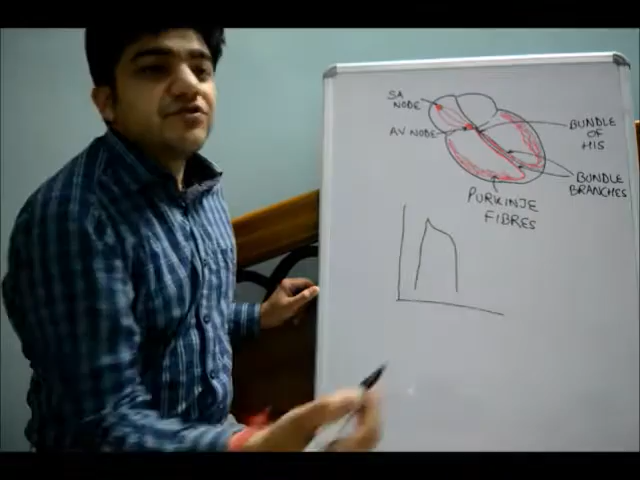 SA
NODE
AV NODE
BUNDLE
OF
HIS
BUNDLE
BRANCHES
PURKINJE
FIBRES